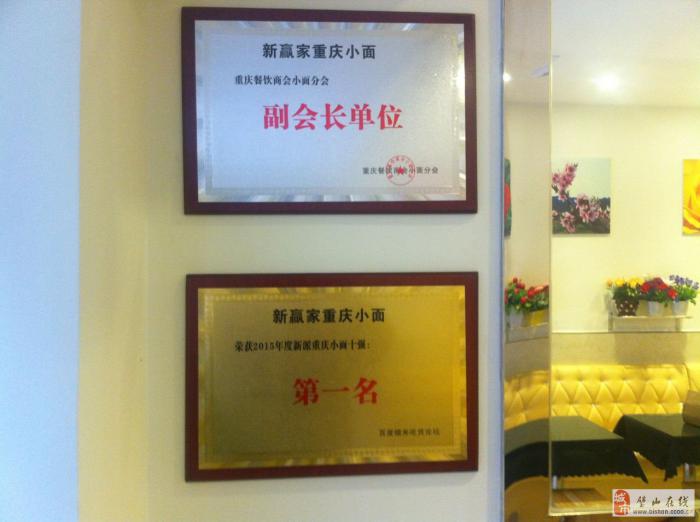 新赢家重庆小面
重庆餐饮商会小面分会
副会长单位
重庆餐饮商会小面分会
新赢家重庆小面
荣获2015年度新派重庆小面十强:
第一名
城市
璧山在线